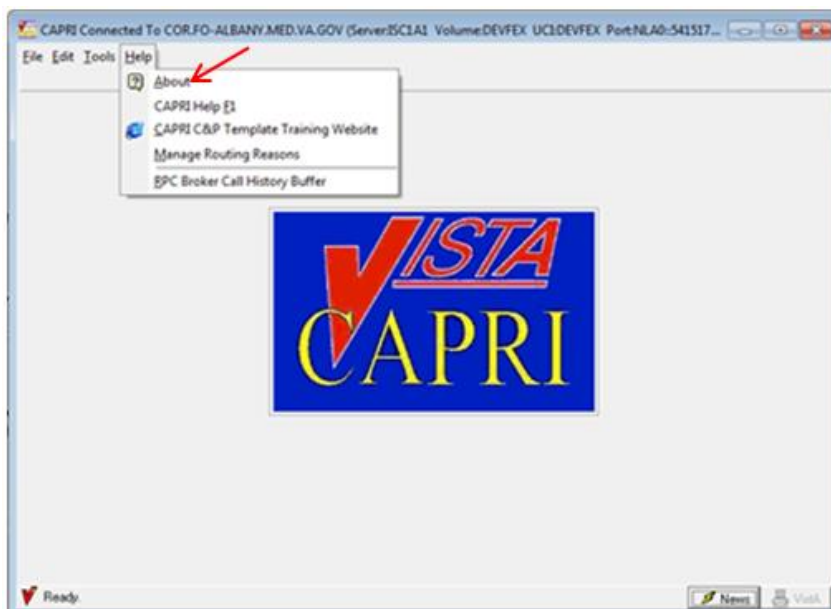 CAPRI Connected To COR.FO-ALBANY.MED.VA.GOV (Server:ISC1A1 Volume:DEVFEX UCI:DEVFEX Port:NLA0:-541517...
File Edit Tools Help
About
CAPRI Help F1
CAPRI C&P Template Training Website
Manage Routing Reasons
RPC Broker Call History Buffer
VISTA
CAPRI
Ready.
News VistA